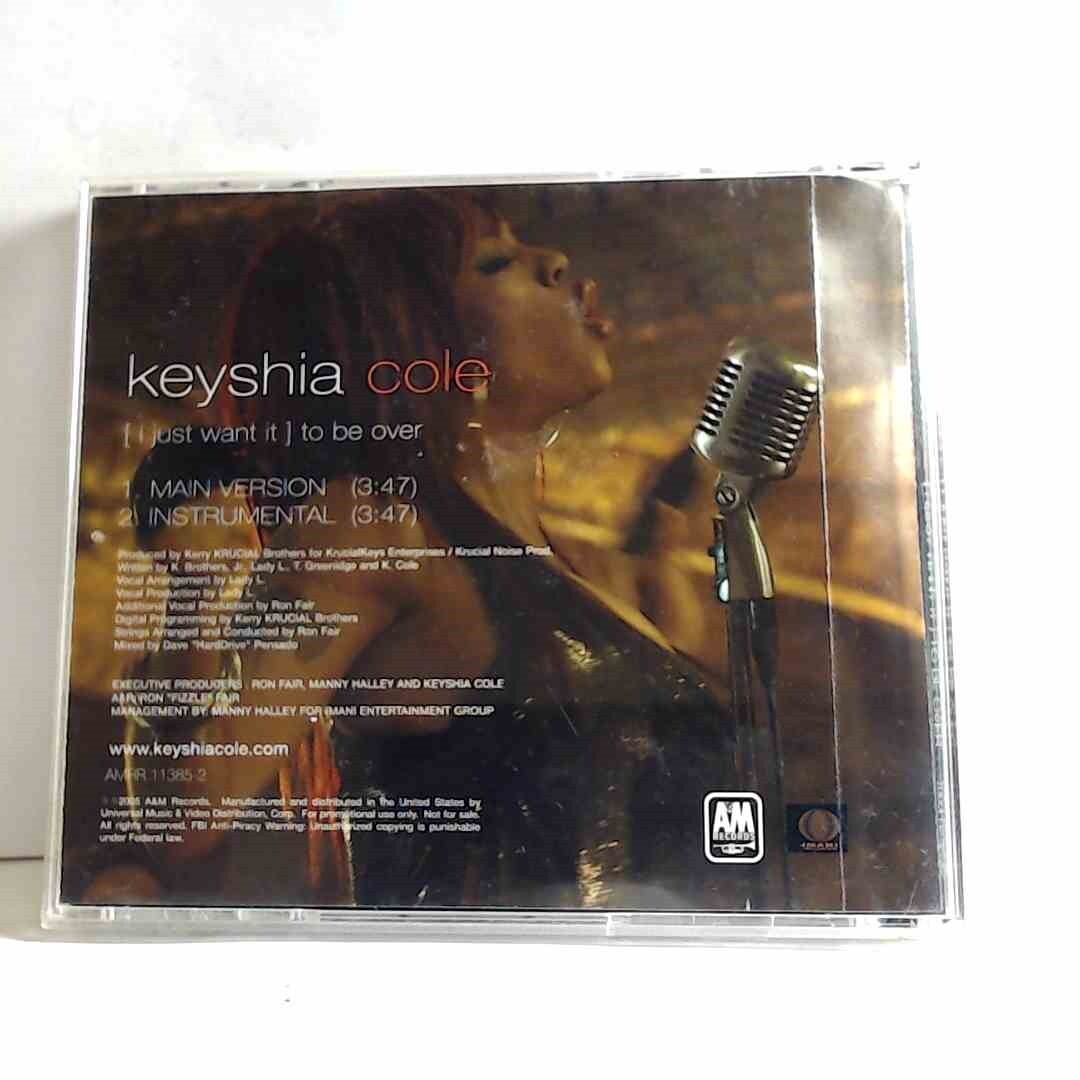 keyshia cole
[ i just want it ] to be over
1. MAIN VERSION (3:47)
2. INSTRUMENTAL (3:47)
Produced by Kerry KRUCIAL Brothers for KrucialKeys Enterprises / Krucial Noise Prod.
Written by K. Brothers, Jr., Lady L., T. Greenidge and K. Cole
Vocal Arrangement by Lady L.
Vocal Production by Lady L.
Additional Vocal Production by Ron Fair
Digital Programming by Kerry KRUCIAL Brothers
Strings Arranged and Conducted by Ron Fair
Mixed by Dave "HardDrive" Pensado
EXECUTIVE PRODUCERS: RON FAIR, MANNY HALLEY AND KEYSHIA COLE
A&R: RON "FIZZLE" FAIR
MANAGEMENT BY: MANNY HALLEY FOR IMANI ENTERTAINMENT GROUP
www.keyshiacole.com
AMRR 11385-2
℗ © 2005 A&M Records. Manufactured and distributed in the United States by
Universal Music & Video Distribution, Corp. For promotional use only. Not for sale.
All rights reserved. FBI Anti-Piracy Warning: Unauthorized copying is punishable
under Federal law.
A&M
RECORDS
IMANI